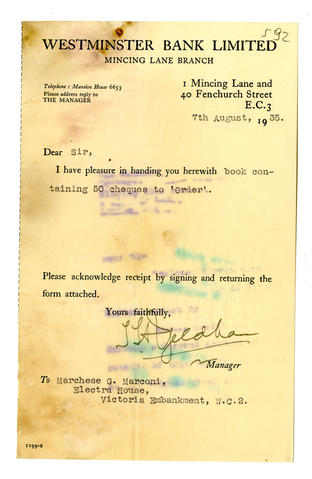 592
WESTMINSTER BANK LIMITED
MINCING LANE BRANCH
Telephone: Mansion House 6653
Please address reply to
THE MANAGER
1 Mincing Lane and
40 Fenchurch Street
E.C.3
7th August, 1935.
Dear Sir,
I have pleasure in handing you herewith book con-
taining 50 cheques to 'Order'.
Please acknowledge receipt by signing and returning the
form attached.
Yours faithfully,
Manager
To Marchese G. Marconi,
Electra House,
Victoria Embankment, W.C.2.
1199-2